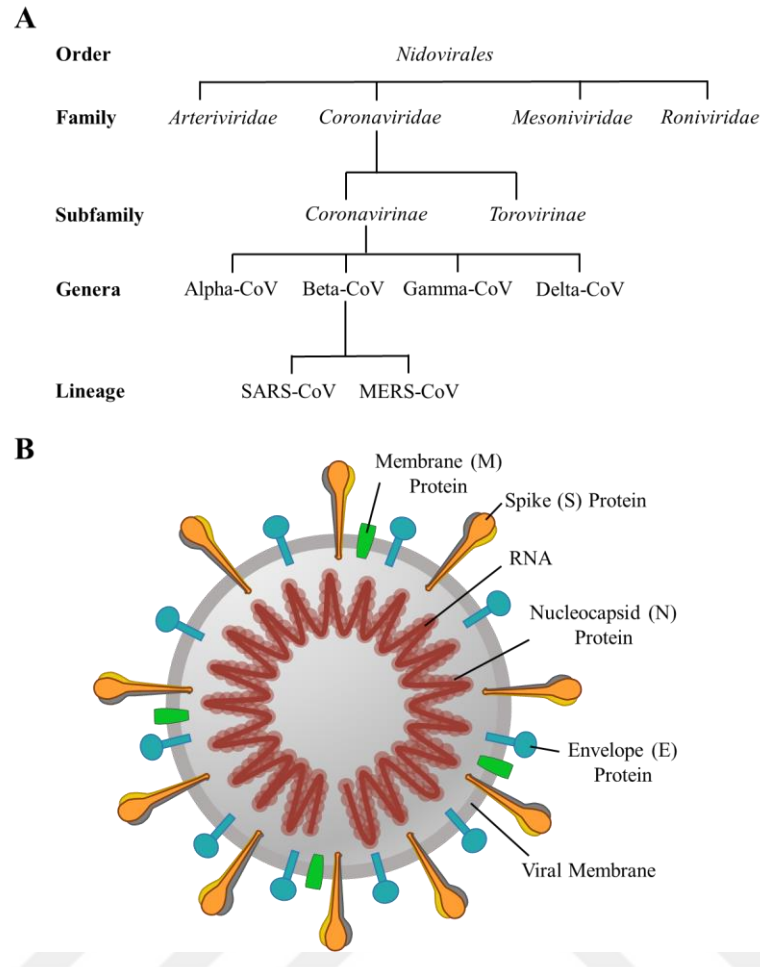 A
Order Nidovirales
Family Arteriviridae Coronaviridae Mesoniviridae Roniviridae
Subfamily Coronavirinae Torovirinae
Genera Alpha-CoV Beta-CoV Gamma-CoV Delta-CoV
Lineage SARS-CoV MERS-CoV
B
Membrane (M)
Protein
Spike (S) Protein
RNA
Nucleocapsid (N)
Protein
Envelope (E)
Protein
Viral Membrane